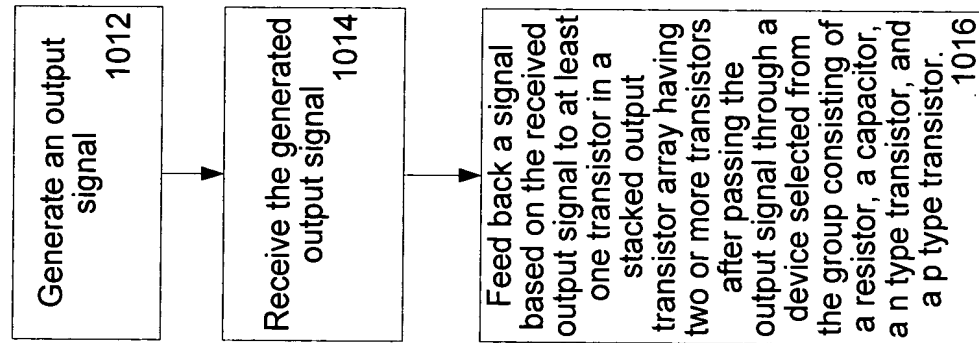 Generate an output
signal
1012
Receive the generated
output signal
1014
Feed back a signal
based on the received
output signal to at least
one transistor in a
stacked output
transistor array having
two or more transistors
after passing the
output signal through a
device selected from
the group consisting of
a resistor, a capacitor,
a n type transistor, and
a p type transistor.
1016